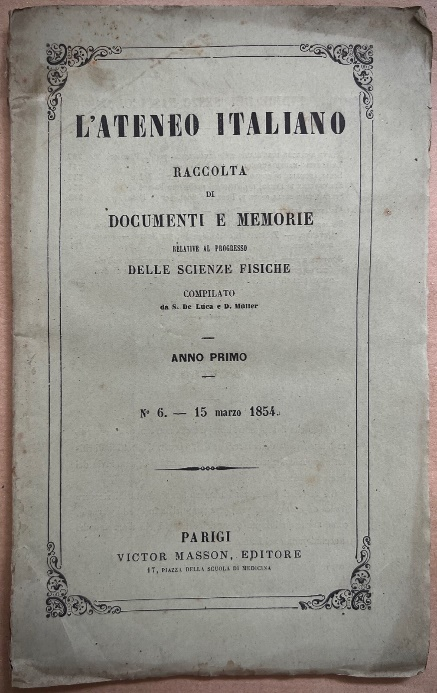 L'ATENEO ITALIANO
RACCOLTA
DI
DOCUMENTI E MEMORIE
RELATIVE AL PROGRESSO
DELLE SCIENZE FISICHE
COMPILATO
da S. De Luca e D. Müller
ANNO PRIMO
Nº 6. — 15 marzo 1854.
PARIGI
VICTOR MASSON, EDITORE
17, PIAZZA DELLA SCUOLA DI MEDICINA